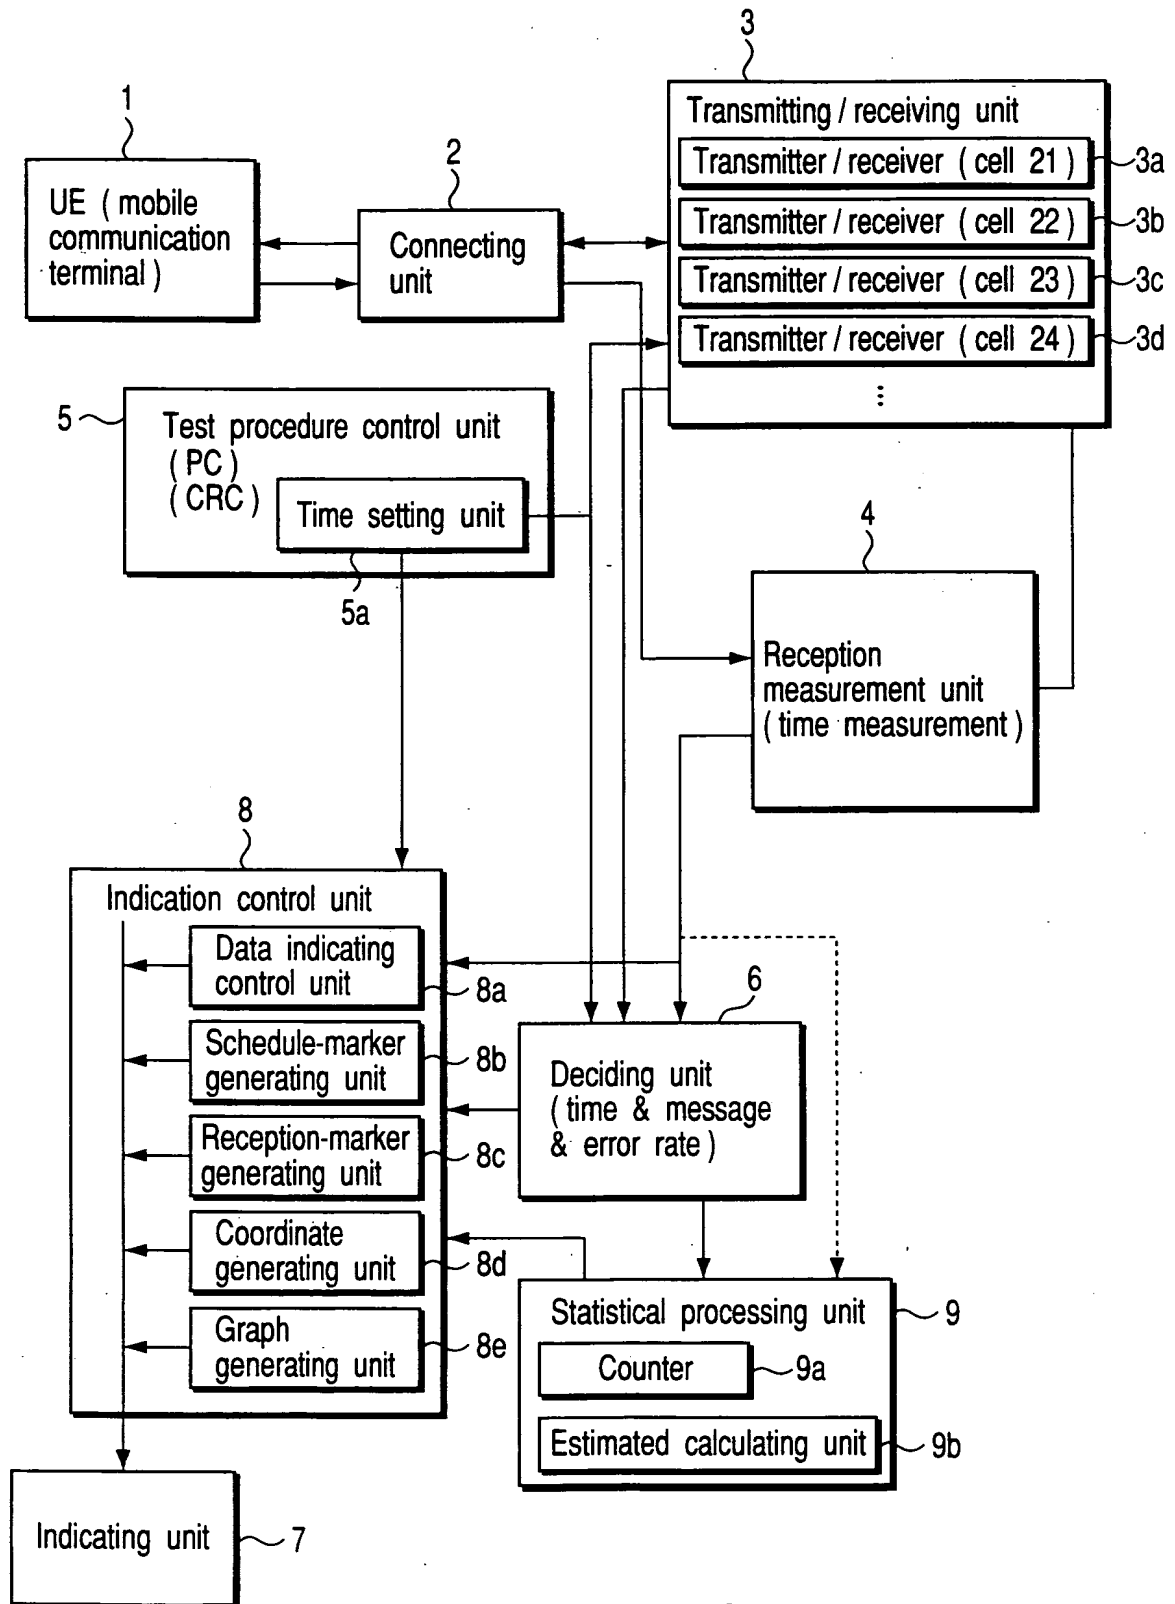 3
Transmitting / receiving unit
Transmitter / receiver ( cell 21 )
3a
Transmitter / receiver ( cell 22 )
3b
Transmitter / receiver ( cell 23 )
3c
Transmitter / receiver ( cell 24 )
3d
...
1
UE ( mobile
communication
terminal )
2
Connecting
unit
5
Test procedure control unit
( PC )
( CRC )
Time setting unit
5a
4
Reception
measurement unit
( time measurement )
8
Indication control unit
Data indicating
control unit
8a
Schedule-marker
generating unit
8b
Reception-marker
generating unit
8c
Coordinate
generating unit
8d
Graph
generating unit
8e
6
Deciding unit
( time & message
& error rate )
Statistical processing unit
9
Counter
9a
Estimated calculating unit
9b
Indicating unit
7